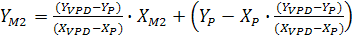 Y_{M2} = \frac{(Y_{VPD}-Y_P)}{(X_{VPD}-X_P)} \cdot X_{M2} + \left( Y_P - X_P \cdot \frac{(Y_{VPD}-Y_P)}{(X_{VPD}-X_P)} \right)